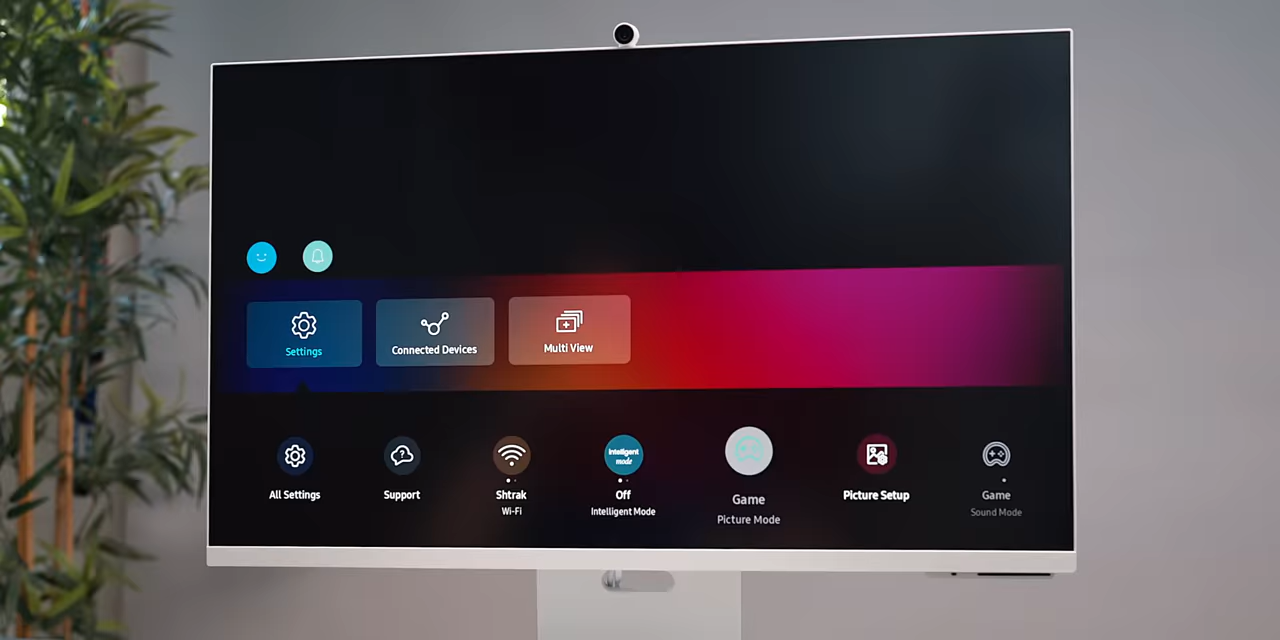 Settings
Connected Devices
Multi View
All Settings
Support
Shtrak
Wi-Fi
intelligent
mode
Off
Intelligent Mode
Game
Picture Mode
Picture Setup
Game
Sound Mode